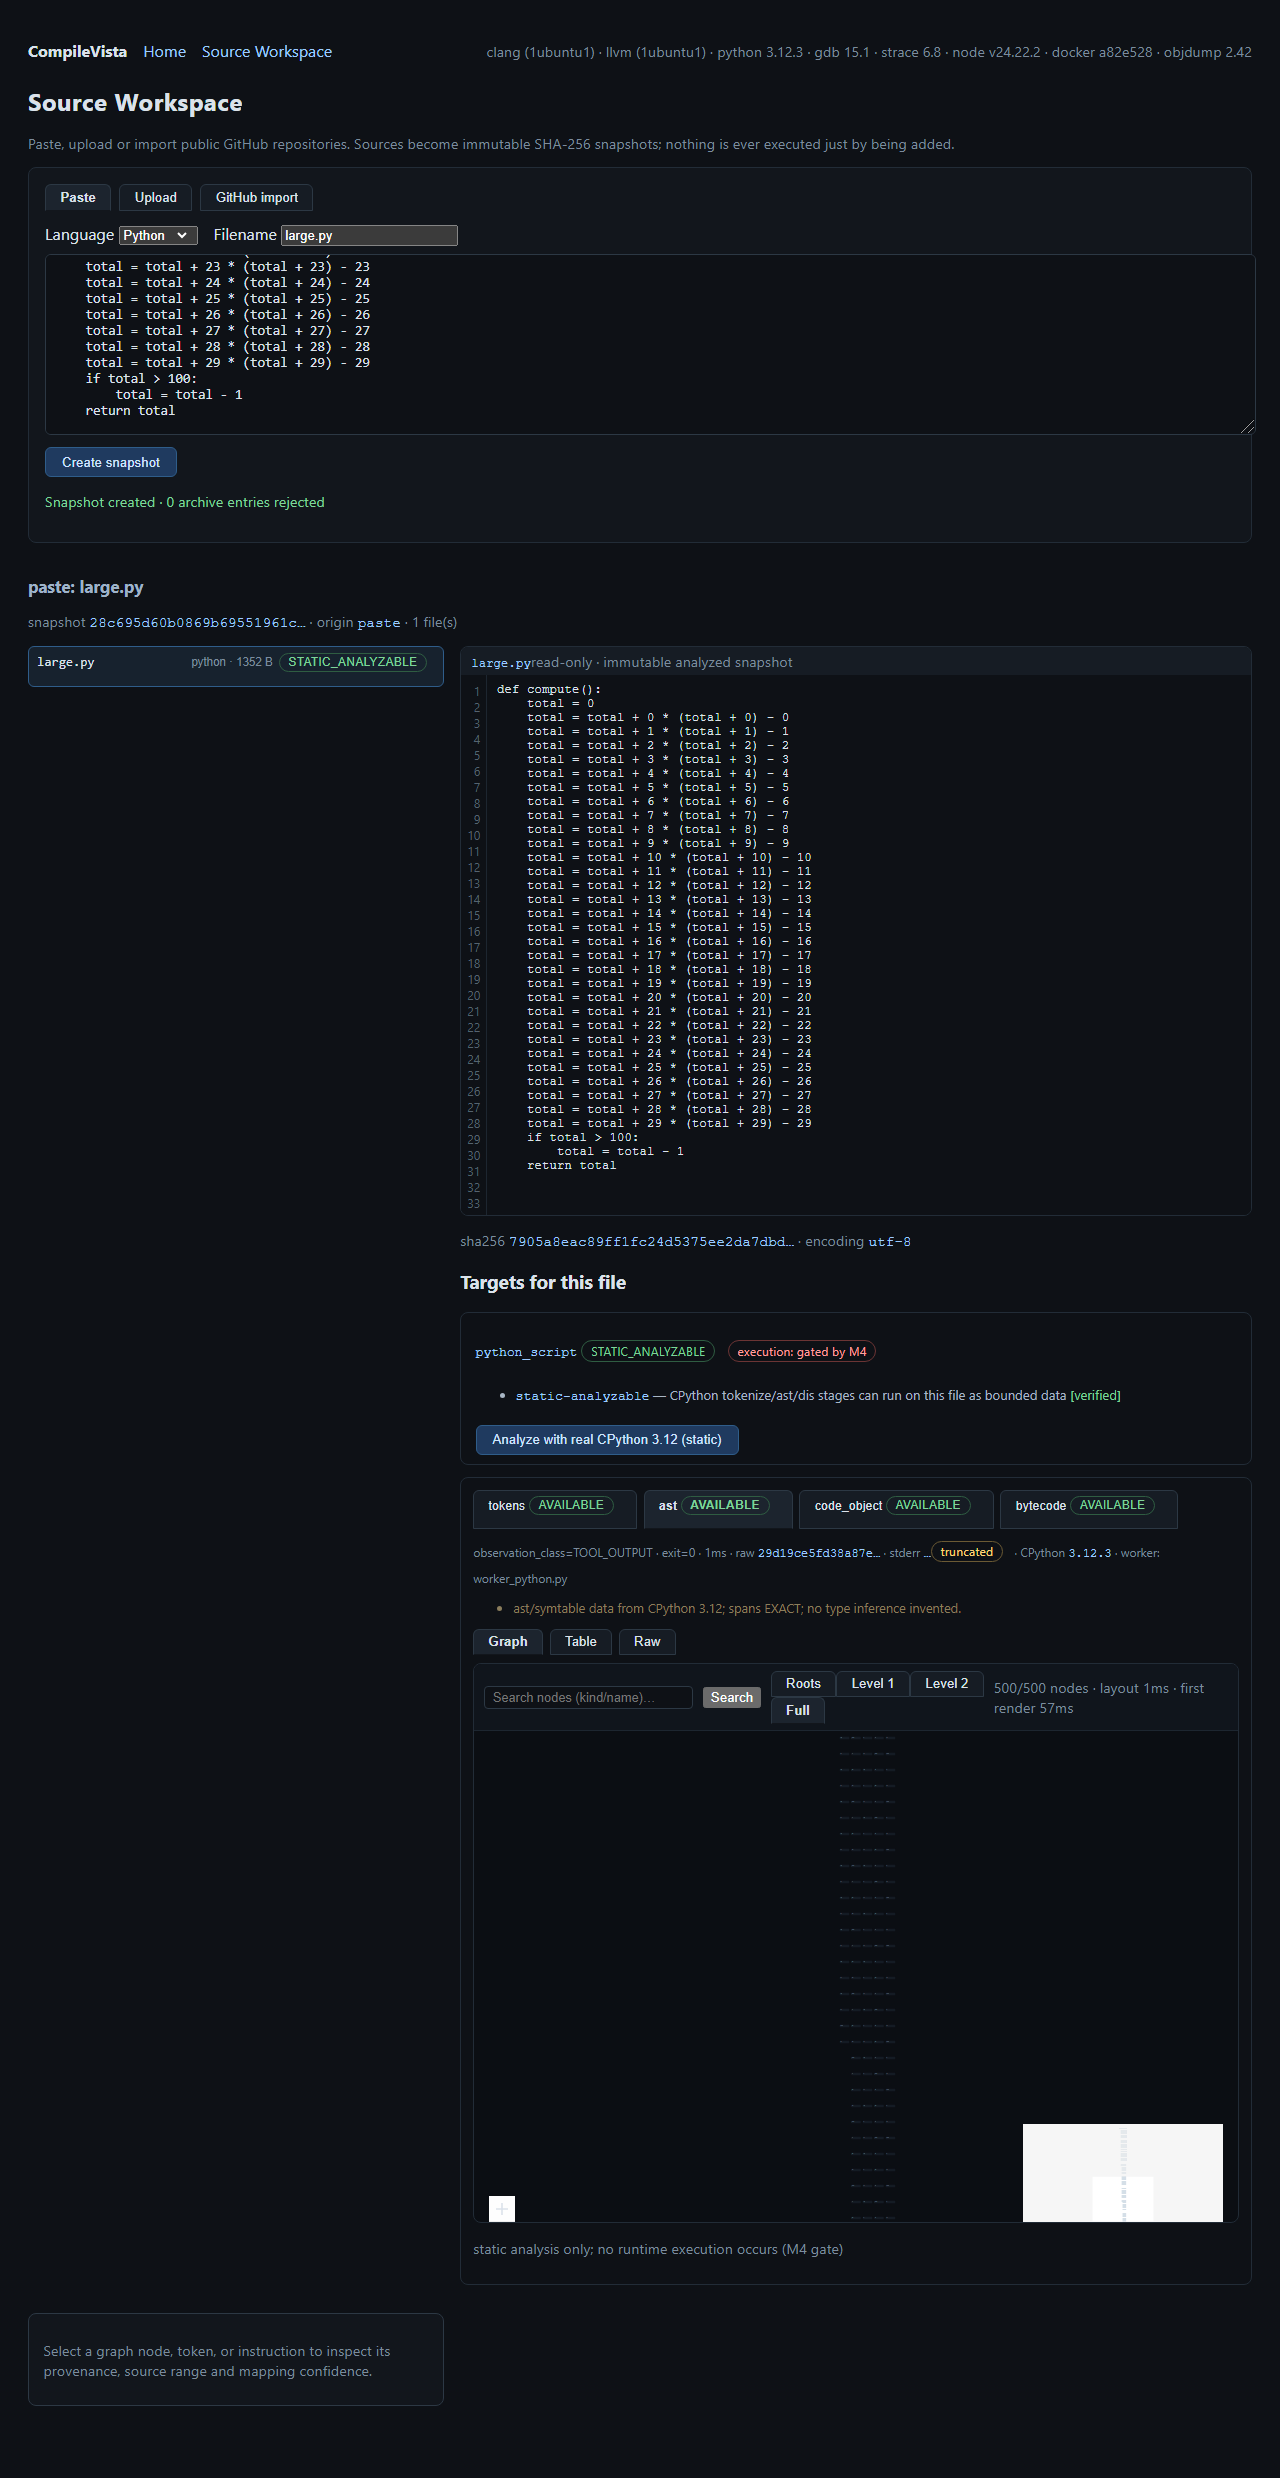 CompileVista Home Source Workspace clang (1ubuntu1) · llvm (1ubuntu1) · python 3.12.3 · gdb 15.1 · strace 6.8 · node v24.22.2 · docker a82e528 · objdump 2.42
Source Workspace
Paste, upload or import public GitHub repositories. Sources become immutable SHA-256 snapshots; nothing is ever executed just by being added.
Paste Upload GitHub import
Language Python Filename large.py
total = total + 23 * (total + 23) - 23
total = total + 24 * (total + 24) - 24
total = total + 25 * (total + 25) - 25
total = total + 26 * (total + 26) - 26
total = total + 27 * (total + 27) - 27
total = total + 28 * (total + 28) - 28
total = total + 29 * (total + 29) - 29
if total > 100:
total = total - 1
return total
Create snapshot
Snapshot created · 0 archive entries rejected
paste: large.py
snapshot 28c695d60b0869b69551961c… · origin paste · 1 file(s)
large.py python · 1352 B STATIC_ANALYZABLE
large.pyread-only · immutable analyzed snapshot
1 def compute():
2 total = 0
3 total = total + 0 * (total + 0) - 0
4 total = total + 1 * (total + 1) - 1
5 total = total + 2 * (total + 2) - 2
6 total = total + 3 * (total + 3) - 3
7 total = total + 4 * (total + 4) - 4
8 total = total + 5 * (total + 5) - 5
9 total = total + 6 * (total + 6) - 6
10 total = total + 7 * (total + 7) - 7
11 total = total + 8 * (total + 8) - 8
12 total = total + 9 * (total + 9) - 9
13 total = total + 10 * (total + 10) - 10
14 total = total + 11 * (total + 11) - 11
15 total = total + 12 * (total + 12) - 12
16 total = total + 13 * (total + 13) - 13
17 total = total + 14 * (total + 14) - 14
18 total = total + 15 * (total + 15) - 15
19 total = total + 16 * (total + 16) - 16
20 total = total + 17 * (total + 17) - 17
21 total = total + 18 * (total + 18) - 18
22 total = total + 19 * (total + 19) - 19
23 total = total + 20 * (total + 20) - 20
24 total = total + 21 * (total + 21) - 21
25 total = total + 22 * (total + 22) - 22
26 total = total + 23 * (total + 23) - 23
27 total = total + 24 * (total + 24) - 24
28 total = total + 25 * (total + 25) - 25
29 total = total + 26 * (total + 26) - 26
30 total = total + 27 * (total + 27) - 27
31 total = total + 28 * (total + 28) - 28
32 total = total + 29 * (total + 29) - 29
33 if total > 100:
total = total - 1
return total
sha256 7905a8eac89ff1fc24d5375ee2da7dbd… · encoding utf-8
Targets for this file
python_script STATIC_ANALYZABLE execution: gated by M4
• static-analyzable — CPython tokenize/ast/dis stages can run on this file as bounded data [verified]
Analyze with real CPython 3.12 (static)
tokens AVAILABLE ast AVAILABLE code_object AVAILABLE bytecode AVAILABLE
observation_class=TOOL_OUTPUT · exit=0 · 1ms · raw 29d19ce5fd38a87e… · stderr … truncated · CPython 3.12.3 · worker:
worker_python.py
• ast/symtable data from CPython 3.12; spans EXACT; no type inference invented.
Graph Table Raw
Search nodes (kind/name)… Search Roots Level 1 Level 2 Full 500/500 nodes · layout 1ms · first
render 57ms
static analysis only; no runtime execution occurs (M4 gate)
Select a graph node, token, or instruction to inspect its
provenance, source range and mapping confidence.